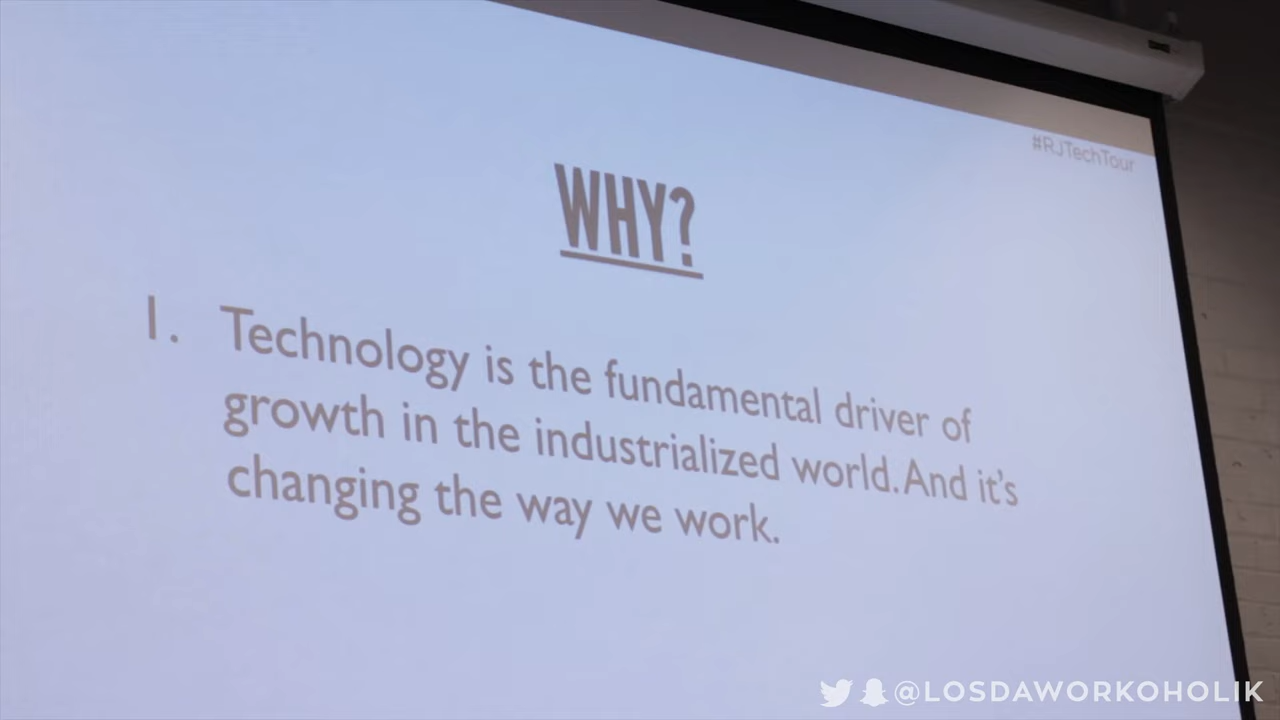 #RJTechTour
WHY?
1. Technology is the fundamental driver of
growth in the industrialized world. And it's
changing the way we work.
@LOSDAWORKOHOLIK